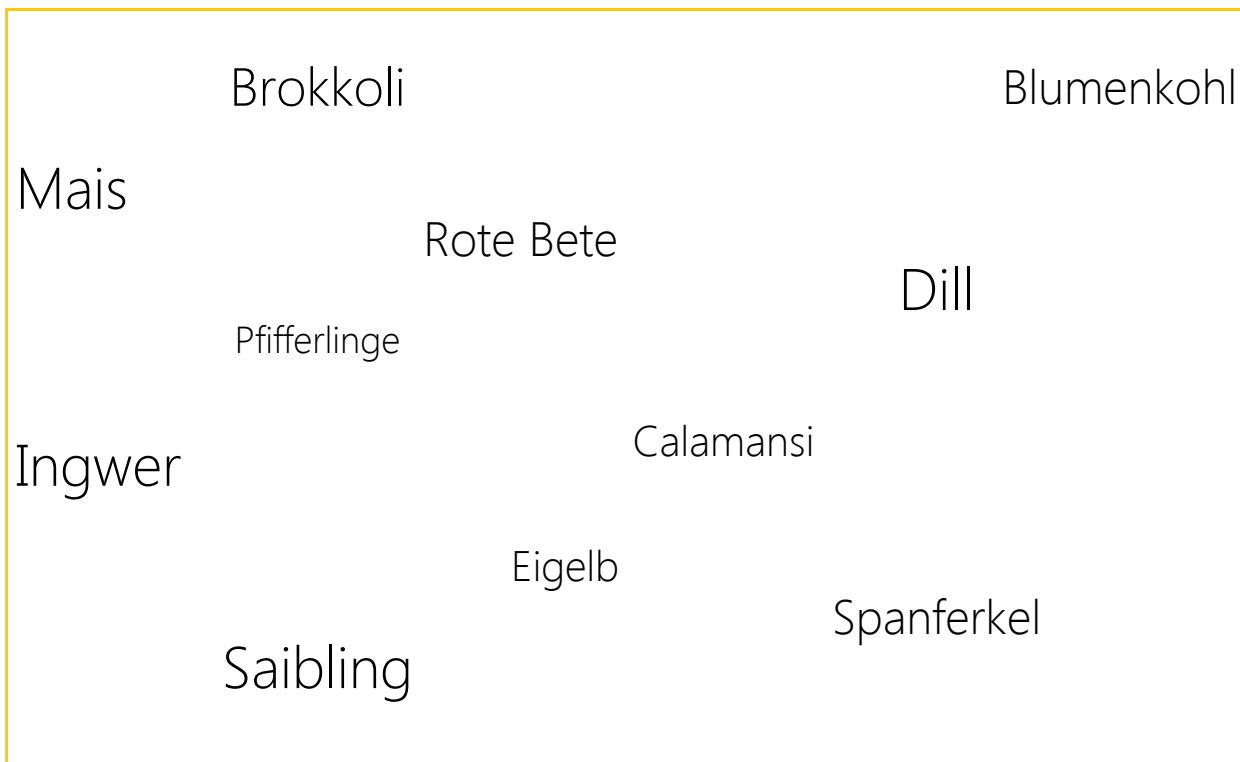 Brokkoli
Blumenkohl
Mais
Rote Bete
Dill
Pfifferlinge
Calamansi
Ingwer
Eigelb
Spanferkel
Saibling